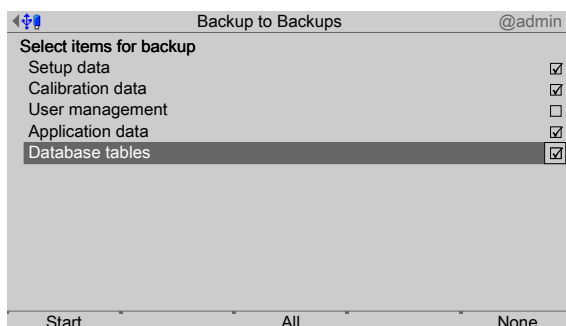 Backup to Backups @admin
Select items for backup
Setup data
Calibration data
User management
Application data
Database tables
Start All None